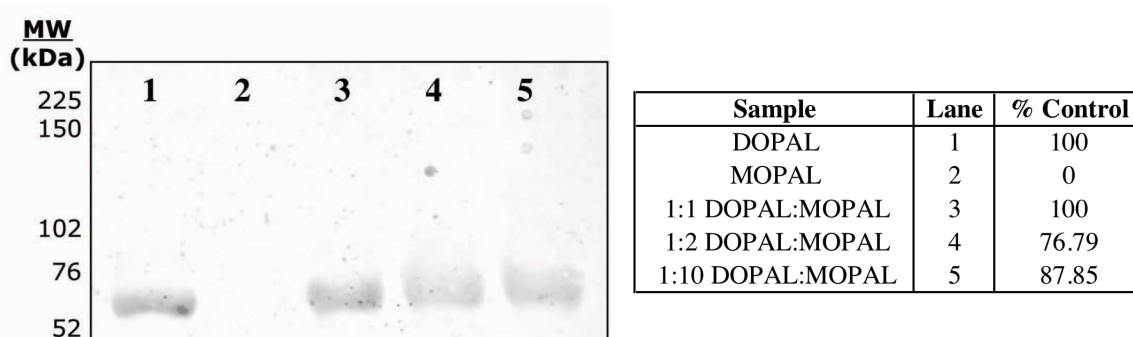 MW
(kDa)
1 2 3 4 5
225
150
102
76
52
Sample Lane % Control
DOPAL 1 100
MOPAL 2 0
1:1 DOPAL:MOPAL 3 100
1:2 DOPAL:MOPAL 4 76.79
1:10 DOPAL:MOPAL 5 87.85